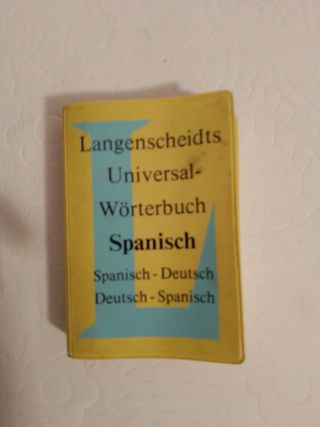 Langenscheidts
Universal-
Wörterbuch
Spanisch
Spanisch - Deutsch
Deutsch - Spanisch